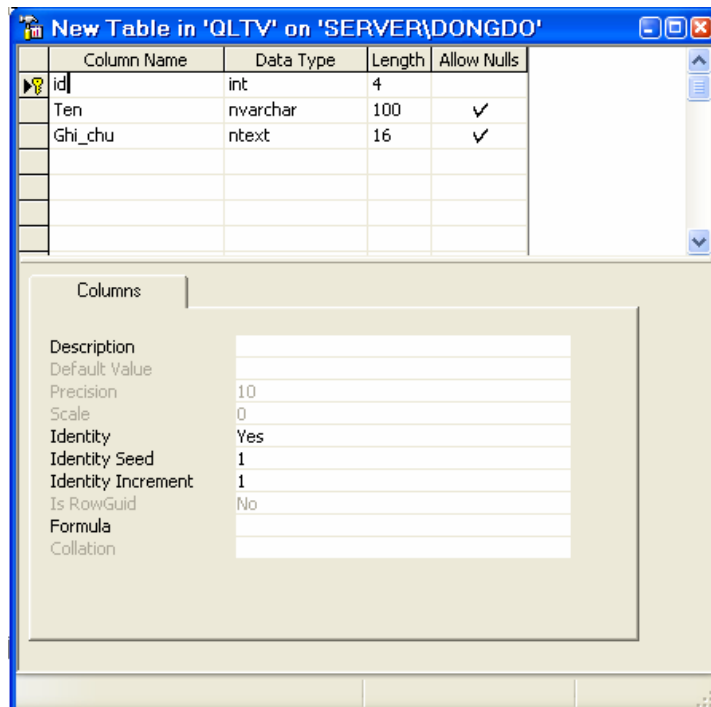 New Table in 'QLTV' on 'SERVER\DONGDO'
Column Name Data Type Length Allow Nulls
id int 4
Ten nvarchar 100
Ghi_chu ntext 16
Columns
Description
Default Value
Precision 10
Scale 0
Identity Yes
Identity Seed 1
Identity Increment 1
Is RowGuid No
Formula
Collation